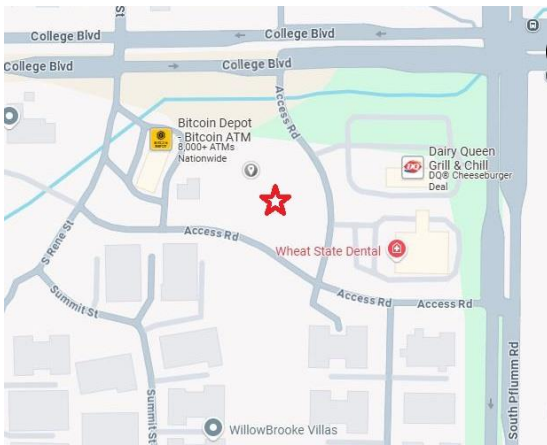 St
College Blvd
College Blvd
College Blvd
College Blvd
Access Rd
Bitcoin Depot
- Bitcoin ATM
8,000+ ATMs
Nationwide
Dairy Queen
Grill & Chill
DQ® Cheeseburger
Deal
S Rene St
Access Rd
Wheat State Dental
Summit St
Access Rd
Access Rd
South Pflumm Rd
Summit St
WillowBrooke Villas